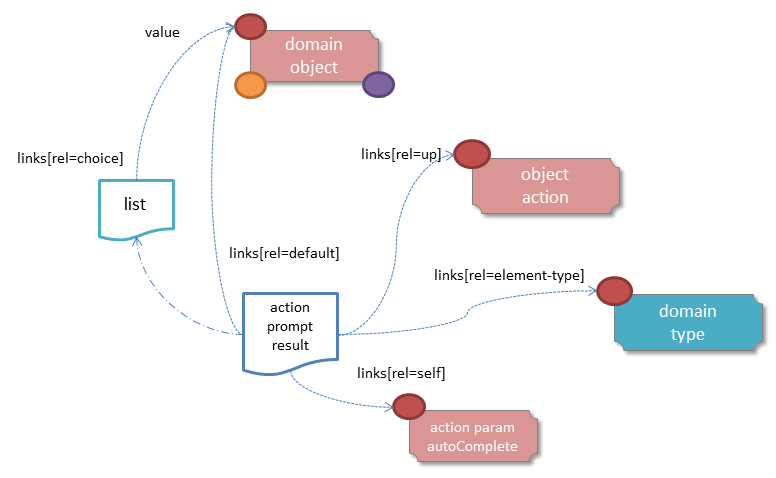 value
domain
object
links[rel=choice]
links[rel=up]
object
action
list
links[rel=default]
links[rel=element-type]
action
prompt
result
domain
type
links[rel=self]
action param
autoComplete